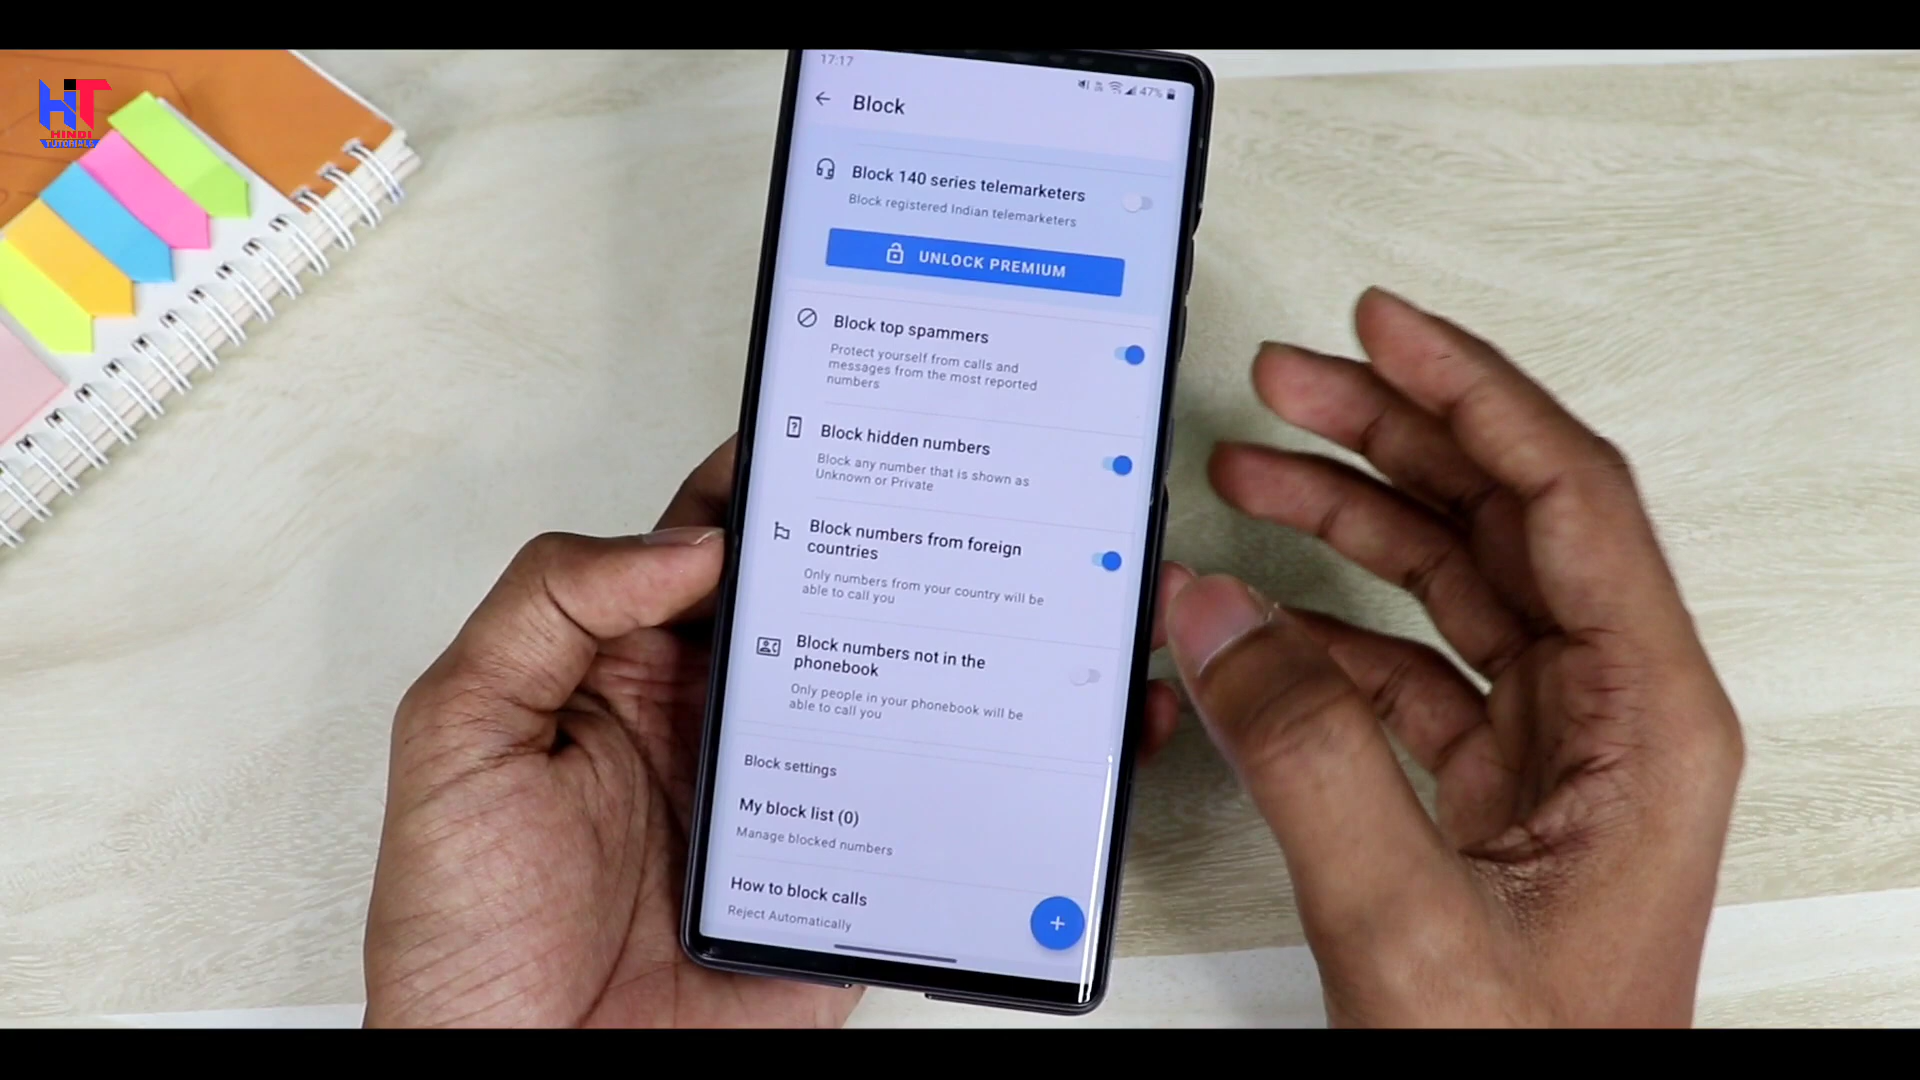 HT
HINDI
TUTORIALS
17:17
47%
Block
Block 140 series telemarketers
Block registered Indian telemarketers
UNLOCK PREMIUM
Block top spammers
Protect yourself from calls and
messages from the most reported
numbers
Block hidden numbers
Block any number that is shown as
Unknown or Private
Block numbers from foreign
countries
Only numbers from your country will be
able to call you
Block numbers not in the
phonebook
Only people in your phonebook will be
able to call you
Block settings
My block list (0)
Manage blocked numbers
How to block calls
Reject Automatically